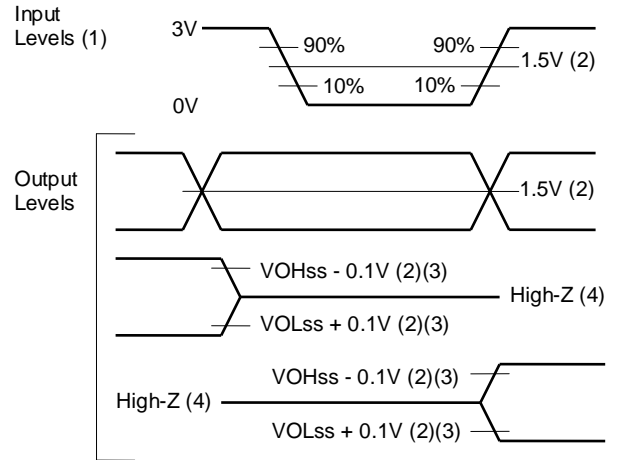 Input
Levels (1)
3V
90%
90%
1.5V (2)
10%
10%
0V
Output
Levels
1.5V (2)
VOHss - 0.1V (2)(3)
High-Z (4)
VOLss + 0.1V (2)(3)
VOHss - 0.1V (2)(3)
High-Z (4)
VOLss + 0.1V (2)(3)